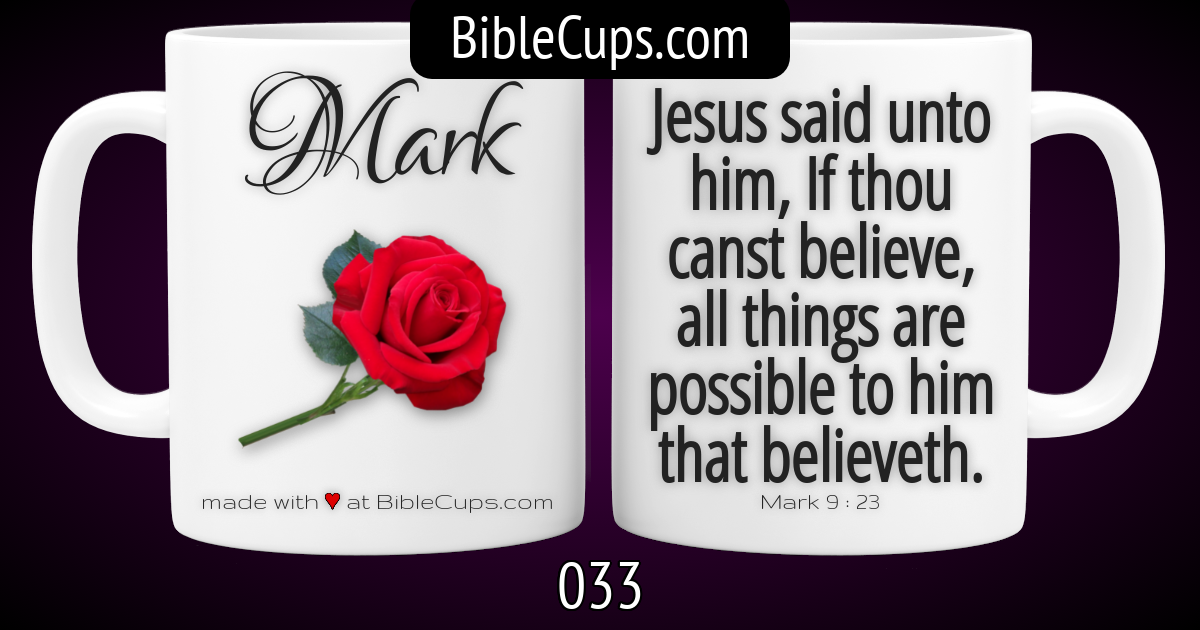 BibleCups.com
Mark
made with ♥ at BibleCups.com
Jesus said unto
him, If thou
canst believe,
all things are
possible to him
that believeth.
Mark 9 : 23
033